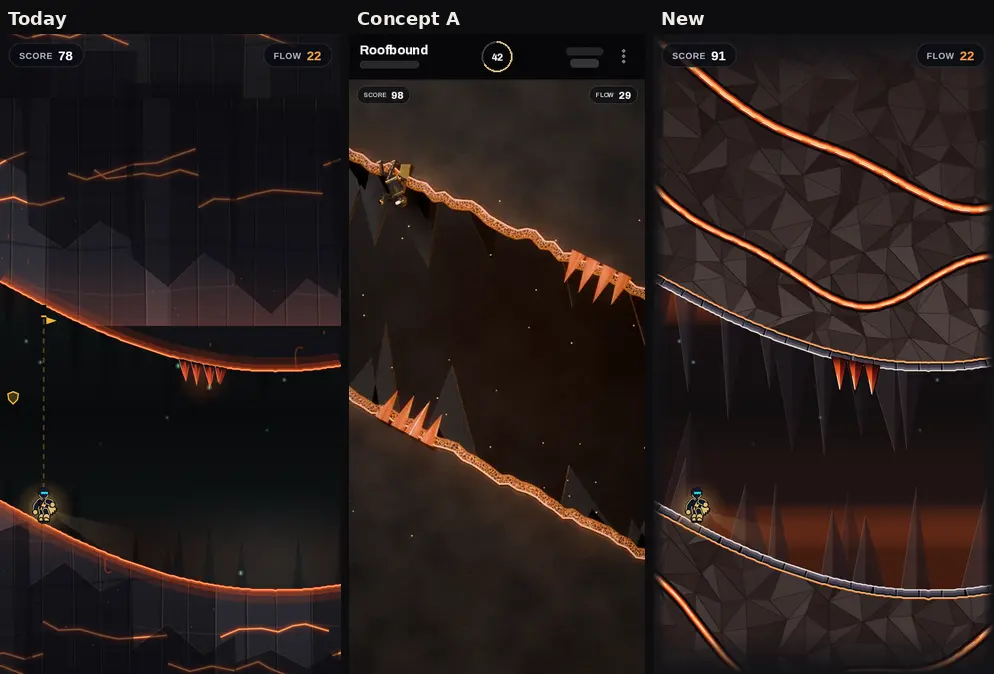 Today
SCORE 78
FLOW 22
Concept A
Roofbound
42
SCORE 98
FLOW 29
New
SCORE 91
FLOW 22